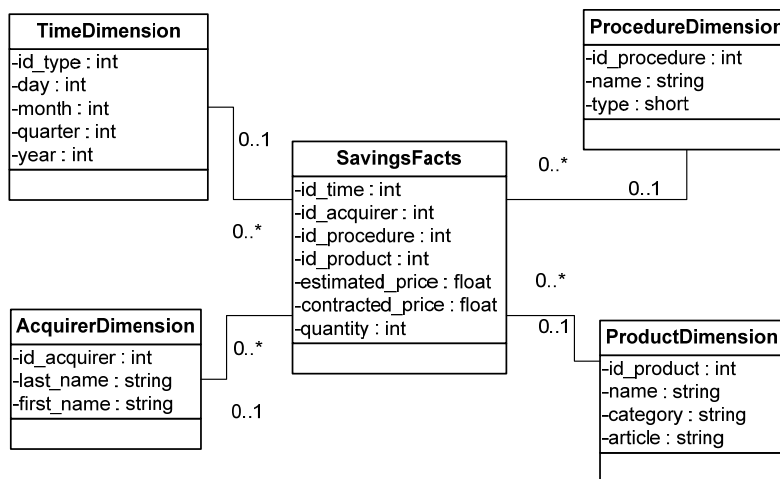 TimeDimension
-id_type : int
-day : int
-month : int
-quarter : int
-year : int
0..1
0..*
ProcedureDimension
-id_procedure : int
-name : string
-type : short
0..*
0..1
SavingsFacts
-id_time : int
-id_acquirer : int
-id_procedure : int
-id_product : int
-estimated_price : float
-contracted_price : float
-quantity : int
AcquirerDimension
-id_acquirer : int
-last_name : string
-first_name : string
0..*
0..1
0..*
0..1
ProductDimension
-id_product : int
-name : string
-category : string
-article : string